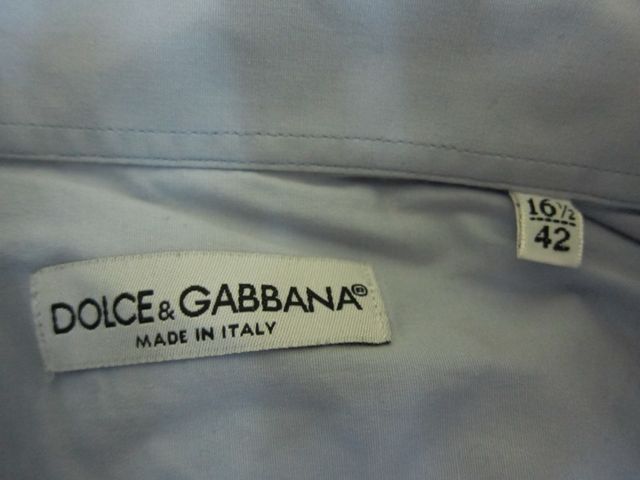 DOLCE & GABBANA®
MADE IN ITALY
16½
42